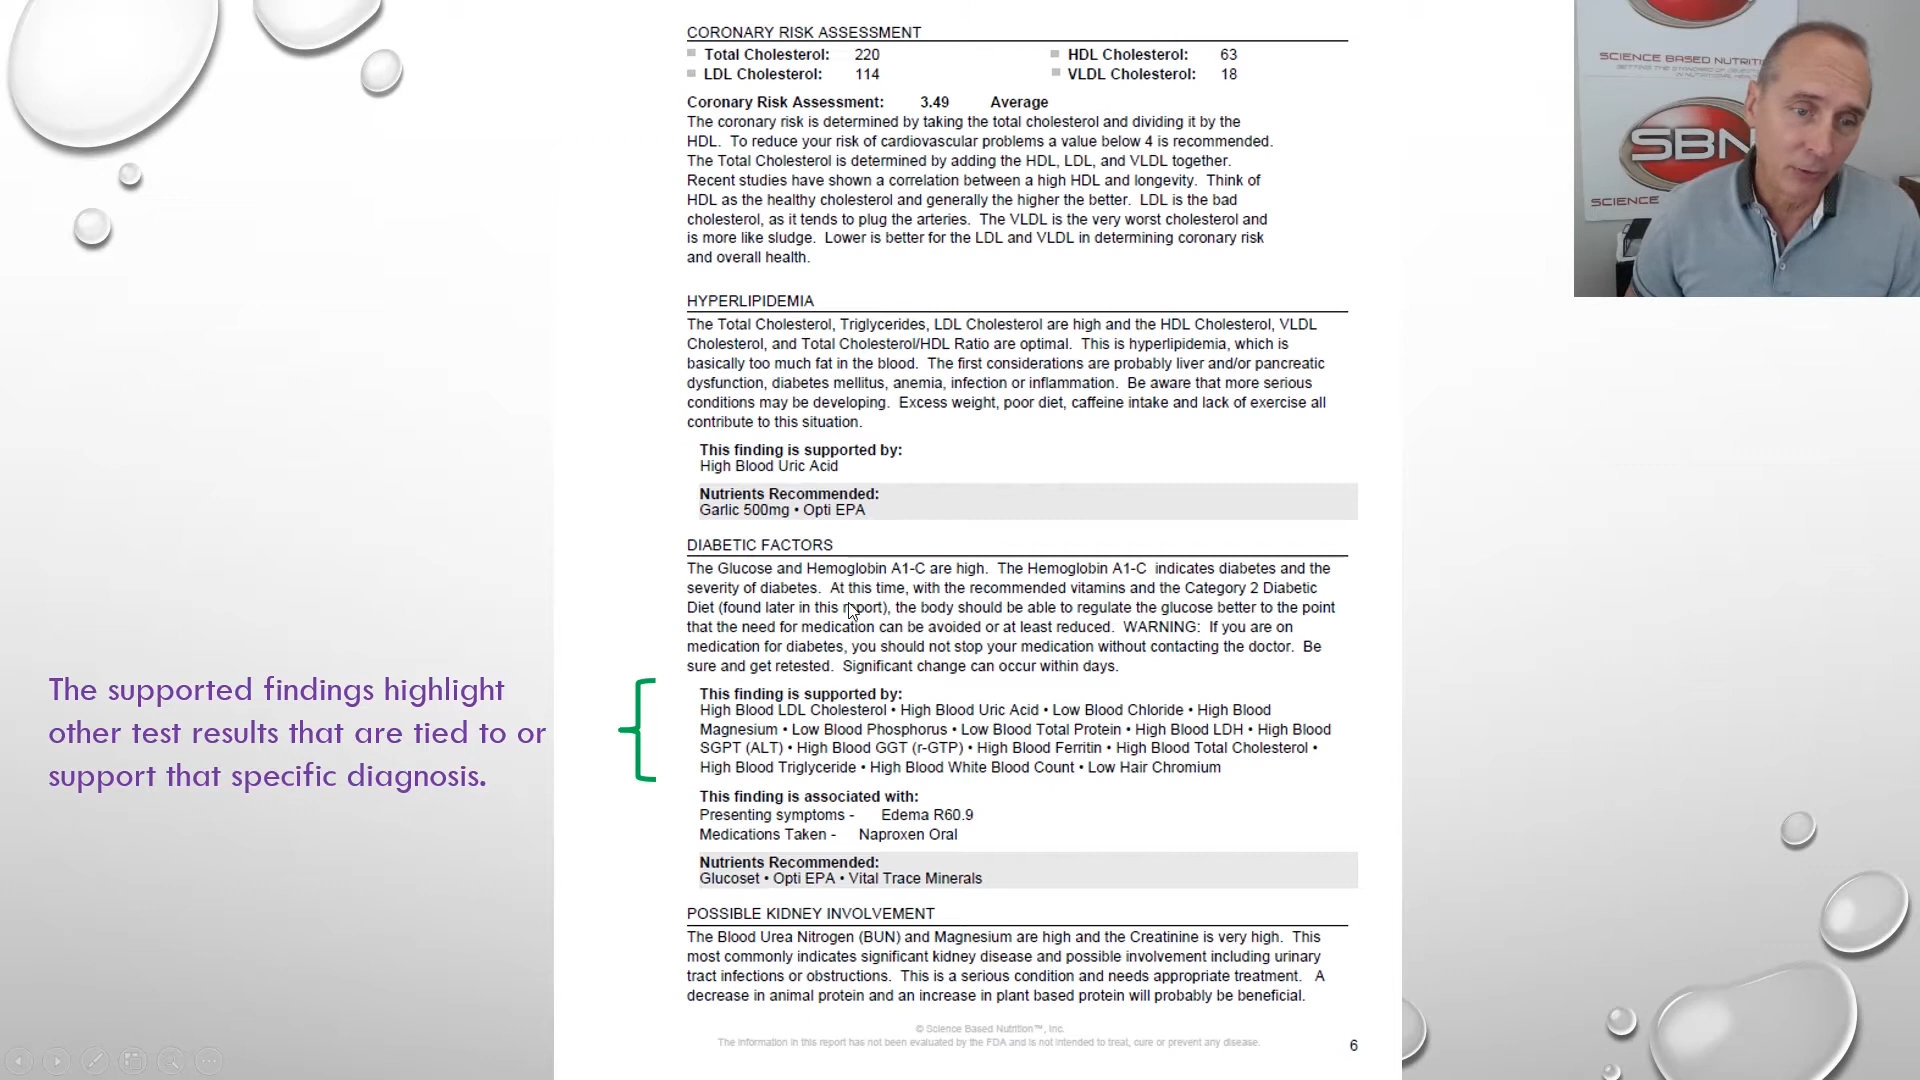 CORONARY RISK ASSESSMENT
Total Cholesterol: 220 HDL Cholesterol: 63
LDL Cholesterol: 114 VLDL Cholesterol: 18
Coronary Risk Assessment: 3.49 Average
The coronary risk is determined by taking the total cholesterol and dividing it by the
HDL. To reduce your risk of cardiovascular problems a value below 4 is recommended.
The Total Cholesterol is determined by adding the HDL, LDL, and VLDL together.
Recent studies have shown a correlation between a high HDL and longevity. Think of
HDL as the healthy cholesterol and generally the higher the better. LDL is the bad
cholesterol, as it tends to plug the arteries. The VLDL is the very worst cholesterol and
is more like sludge. Lower is better for the LDL and VLDL in determining coronary risk
and overall health.
HYPERLIPIDEMIA
The Total Cholesterol, Triglycerides, LDL Cholesterol are high and the HDL Cholesterol, VLDL
Cholesterol, and Total Cholesterol/HDL Ratio are optimal. This is hyperlipidemia, which is
basically too much fat in the blood. The first considerations are probably liver and/or pancreatic
dysfunction, diabetes mellitus, anemia, infection or inflammation. Be aware that more serious
conditions may be developing. Excess weight, poor diet, caffeine intake and lack of exercise all
contribute to this situation.
This finding is supported by:
High Blood Uric Acid
Nutrients Recommended:
Garlic 500mg • Opti EPA
DIABETIC FACTORS
The Glucose and Hemoglobin A1-C are high. The Hemoglobin A1-C indicates diabetes and the
severity of diabetes. At this time, with the recommended vitamins and the Category 2 Diabetic
Diet (found later in this report), the body should be able to regulate the glucose better to the point
that the need for medication can be avoided or at least reduced. WARNING: If you are on
medication for diabetes, you should not stop your medication without contacting the doctor. Be
sure and get retested. Significant change can occur within days.
This finding is supported by:
High Blood LDL Cholesterol • High Blood Uric Acid • Low Blood Chloride • High Blood
Magnesium • Low Blood Phosphorus • Low Blood Total Protein • High Blood LDH • High Blood
SGPT (ALT) • High Blood GGT (r-GTP) • High Blood Ferritin • High Blood Total Cholesterol •
High Blood Triglyceride • High Blood White Blood Count • Low Hair Chromium
This finding is associated with:
Presenting symptoms - Edema R60.9
Medications Taken - Naproxen Oral
Nutrients Recommended:
Glucoset • Opti EPA • Vital Trace Minerals
POSSIBLE KIDNEY INVOLVEMENT
The Blood Urea Nitrogen (BUN) and Magnesium are high and the Creatinine is very high. This
most commonly indicates significant kidney disease and possible involvement including urinary
tract infections or obstructions. This is a serious condition and needs appropriate treatment. A
decrease in animal protein and an increase in plant based protein will probably be beneficial.
© Science Based Nutrition™, Inc.
The information in this report has not been evaluated by the FDA and is not intended to treat, cure or prevent any disease.
6
The supported findings highlight
other test results that are tied to or
support that specific diagnosis.
SCIENCE BASED
SBN
SCIENCE